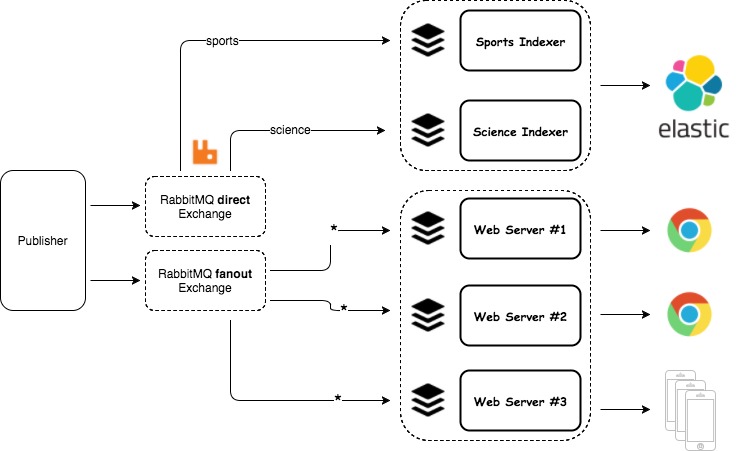 sports
Sports Indexer
elastic
science
Science Indexer
Publisher
RabbitMQ direct
Exchange
RabbitMQ fanout
Exchange
*
Web Server #1
*
Web Server #2
*
Web Server #3